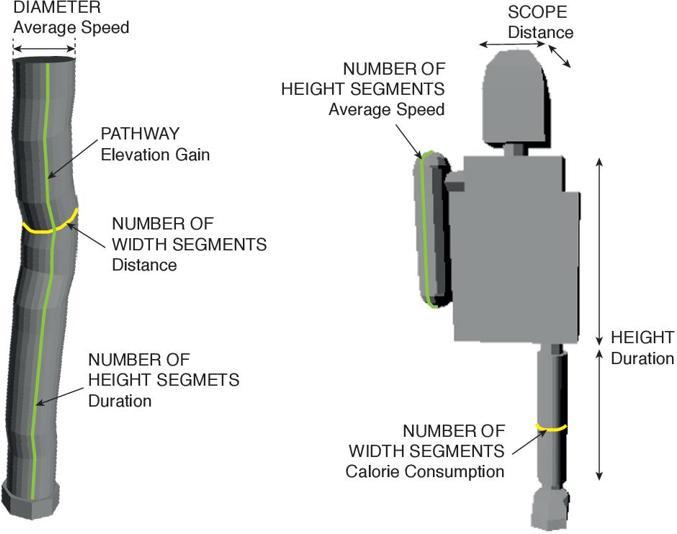 DIAMETER
Average Speed
PATHWAY
Elevation Gain
NUMBER OF
WIDTH SEGMENTS
Distance
NUMBER OF
HEIGHT SEGMETS
Duration
SCOPE
Distance
NUMBER OF
HEIGHT SEGMENTS
Average Speed
HEIGHT
Duration
NUMBER OF
WIDTH SEGMENTS
Calorie Consumption